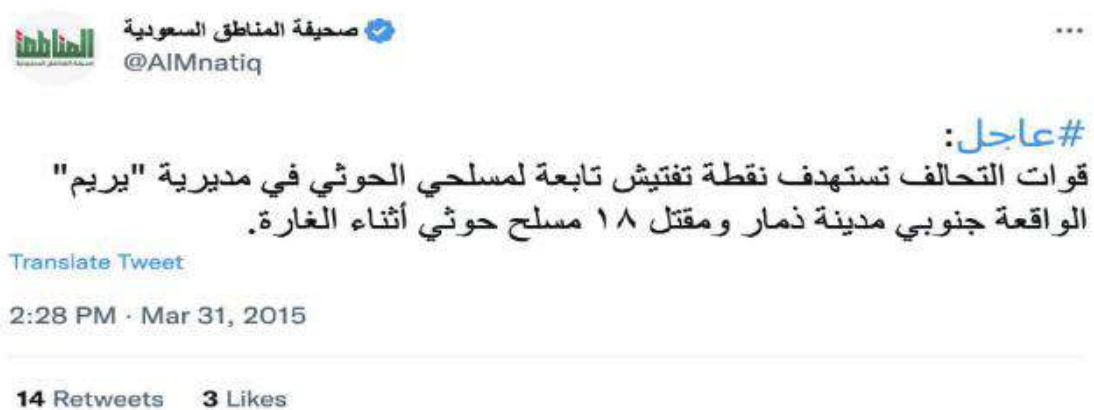 صحيفة المناطق السعودية
@AlMnatiq
المناطق
#عاجل:
قوات التحالف تستهدف نقطة تفتيش تابعة لمسلحي الحوثي في مديرية "يريم"
الواقعة جنوبي مدينة ذمار ومقتل ١٨ مسلح حوثي أثناء الغارة.
Translate Tweet
2:28 PM · Mar 31, 2015
14 Retweets 3 Likes